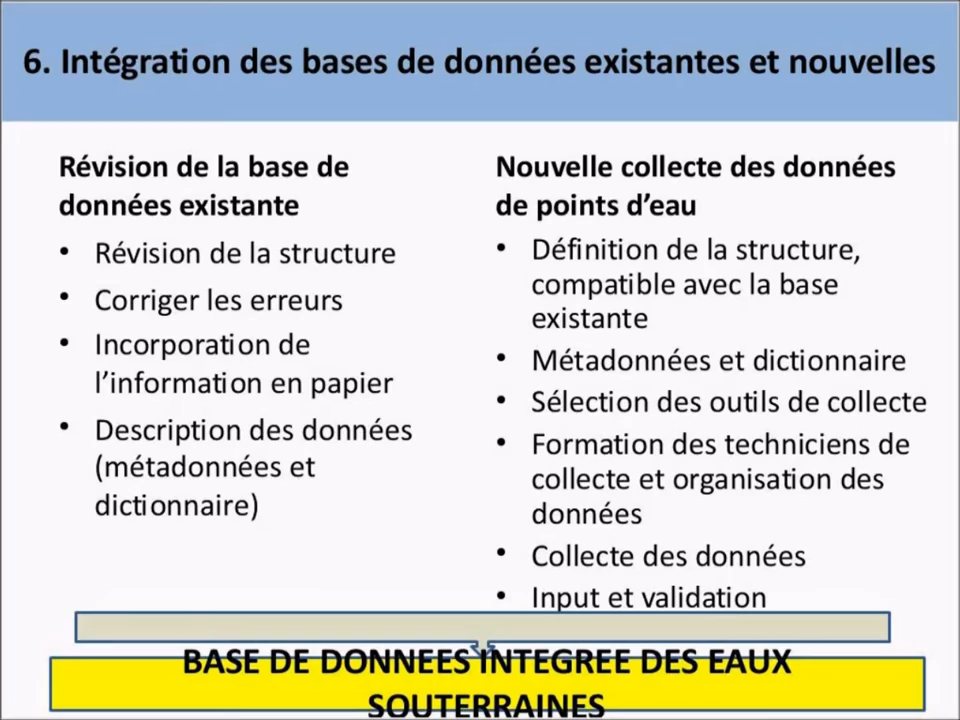 6. Intégration des bases de données existantes et nouvelles
Révision de la base de
données existante
• Révision de la structure
• Corriger les erreurs
• Incorporation de
l’information en papier
• Description des données
(métadonnées et
dictionnaire)
Nouvelle collecte des données
de points d’eau
• Définition de la structure,
compatible avec la base
existante
• Métadonnées et dictionnaire
• Sélection des outils de collecte
• Formation des techniciens de
collecte et organisation des
données
• Collecte des données
• Input et validation
BASE DE DONNEES INTEGREE DES EAUX
SOUTERRAINES